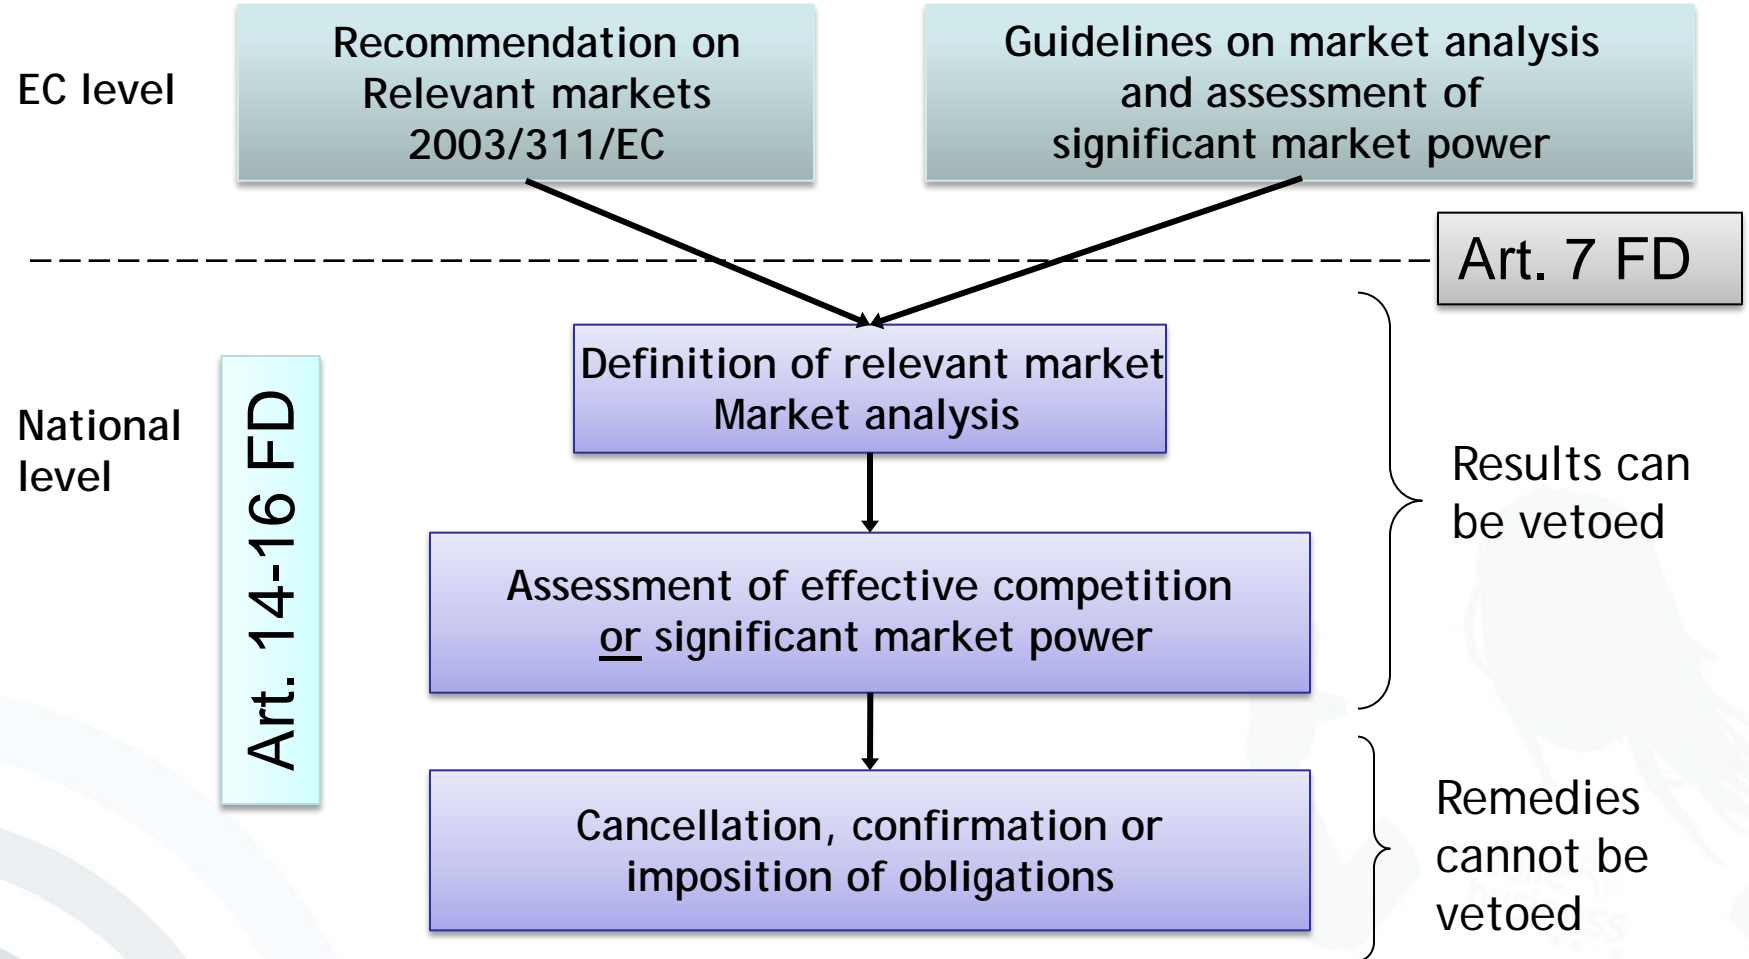 EC level
Recommendation on
Relevant markets
2003/311/EC
Guidelines on market analysis
and assessment of
significant market power
Art. 7 FD
National
level
Art. 14-16 FD
Definition of relevant market
Market analysis
Assessment of effective competition
or significant market power
Results can
be vetoed
Cancellation, confirmation or
imposition of obligations
Remedies
cannot be
vetoed